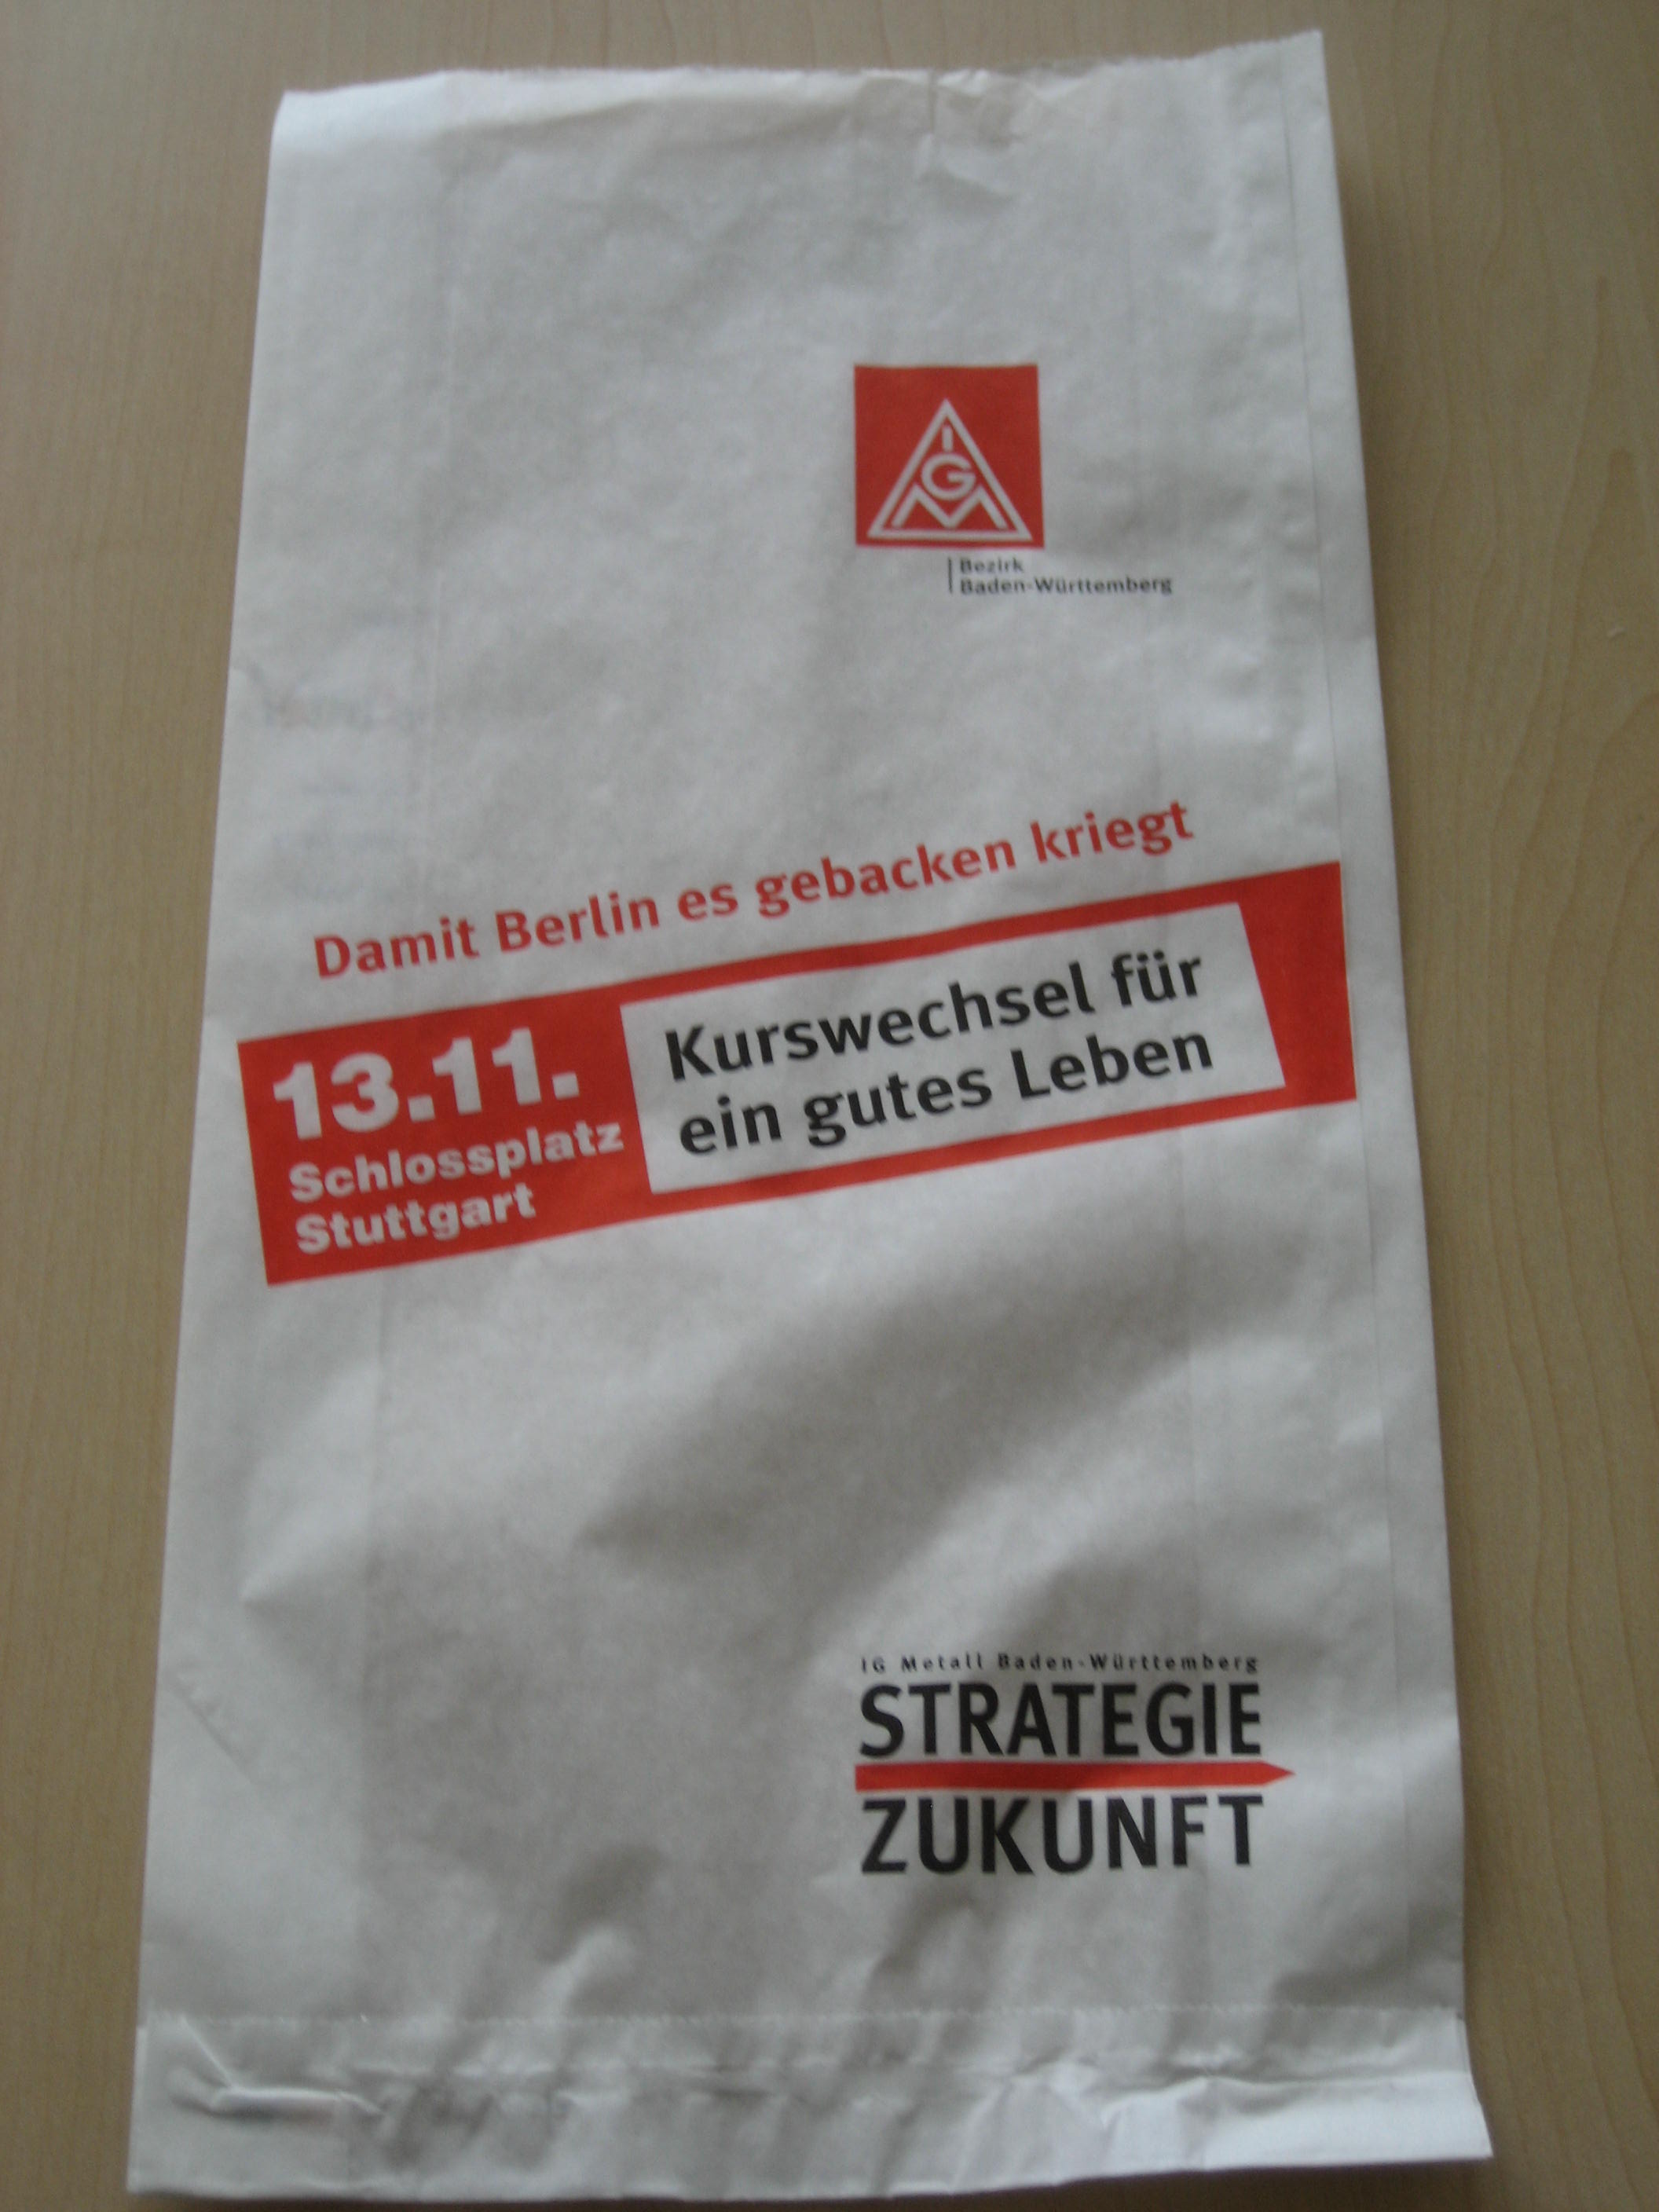 IGM
Bezirk
Baden-Württemberg
Damit Berlin es gebacken kriegt
13.11.
Schlossplatz
Stuttgart
Kurswechsel für
ein gutes Leben
IG Metall Baden-Württemberg
STRATEGIE
ZUKUNFT